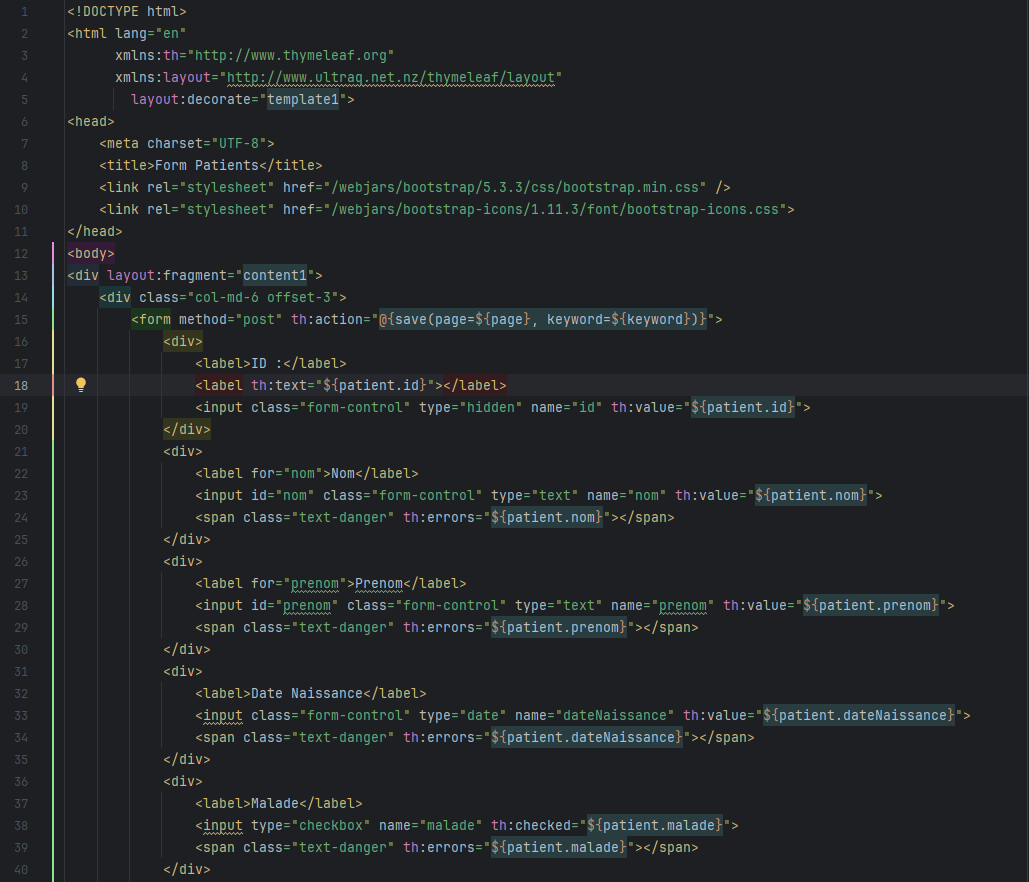 1 <!DOCTYPE html>
2 <html lang="en"
3       xmlns:th="http://www.thymeleaf.org"
4       xmlns:layout="http://www.ultraq.net.nz/thymeleaf/layout"
5         layout:decorate="template1">
6 <head>
7     <meta charset="UTF-8">
8     <title>Form Patients</title>
9     <link rel="stylesheet" href="/webjars/bootstrap/5.3.3/css/bootstrap.min.css" />
10     <link rel="stylesheet" href="/webjars/bootstrap-icons/1.11.3/font/bootstrap-icons.css">
11 </head>
12 <body>
13 <div layout:fragment="content1">
14     <div class="col-md-6 offset-3">
15         <form method="post" th:action="@{save(page=${page}, keyword=${keyword})}">
16             <div>
17                 <label>ID :</label>
18                 <label th:text="${patient.id}"></label>
19                 <input class="form-control" type="hidden" name="id" th:value="${patient.id}">
20             </div>
21             <div>
22                 <label for="nom">Nom</label>
23                 <input id="nom" class="form-control" type="text" name="nom" th:value="${patient.nom}">
24                 <span class="text-danger" th:errors="${patient.nom}"></span>
25             </div>
26             <div>
27                 <label for="prenom">Prenom</label>
28                 <input id="prenom" class="form-control" type="text" name="prenom" th:value="${patient.prenom}">
29                 <span class="text-danger" th:errors="${patient.prenom}"></span>
30             </div>
31             <div>
32                 <label>Date Naissance</label>
33                 <input class="form-control" type="date" name="dateNaissance" th:value="${patient.dateNaissance}">
34                 <span class="text-danger" th:errors="${patient.dateNaissance}"></span>
35             </div>
36             <div>
37                 <label>Malade</label>
38                 <input type="checkbox" name="malade" th:checked="${patient.malade}">
39                 <span class="text-danger" th:errors="${patient.malade}"></span>
40             </div>